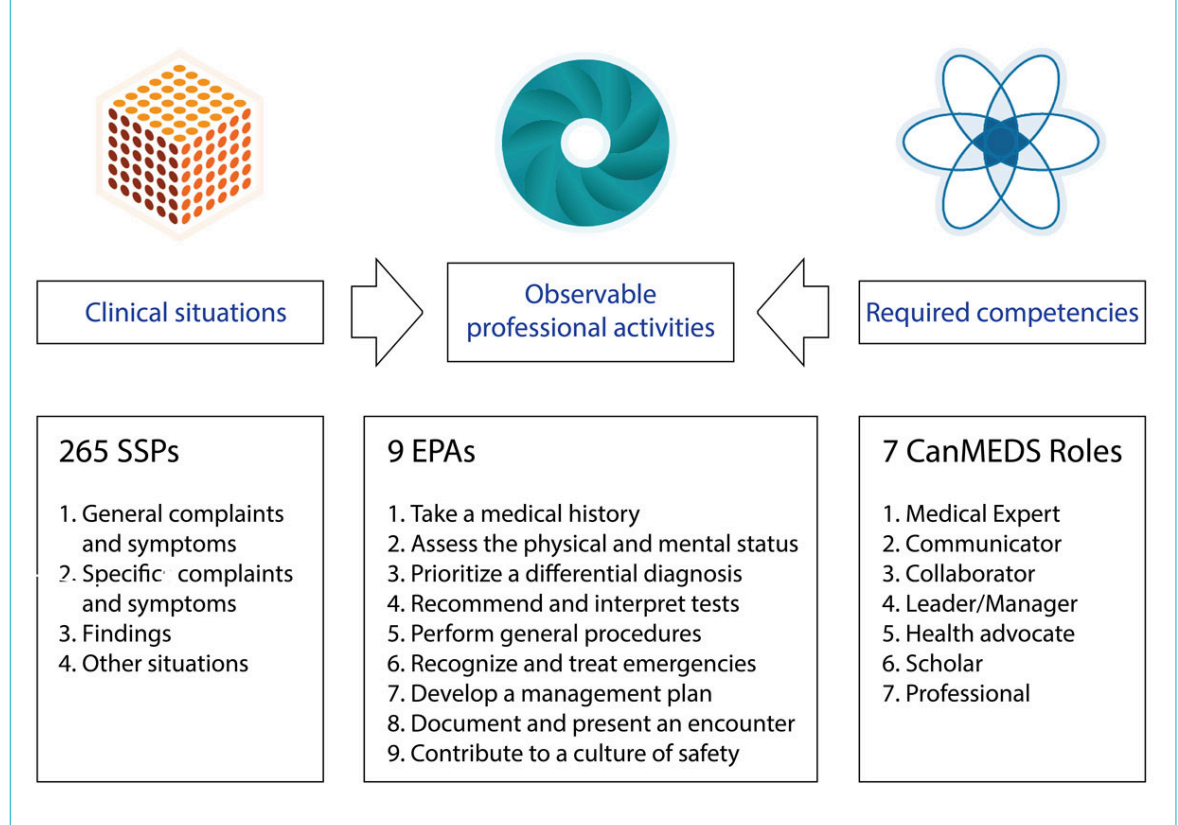 Clinical situations
Observable
professional activities
Required competencies
265 SSPs
1. General complaints
and symptoms
2. Specific complaints
and symptoms
3. Findings
4. Other situations
9 EPAs
1. Take a medical history
2. Assess the physical and mental status
3. Prioritize a differential diagnosis
4. Recommend and interpret tests
5. Perform general procedures
6. Recognize and treat emergencies
7. Develop a management plan
8. Document and present an encounter
9. Contribute to a culture of safety
7 CanMEDS Roles
1. Medical Expert
2. Communicator
3. Collaborator
4. Leader/Manager
5. Health advocate
6. Scholar
7. Professional